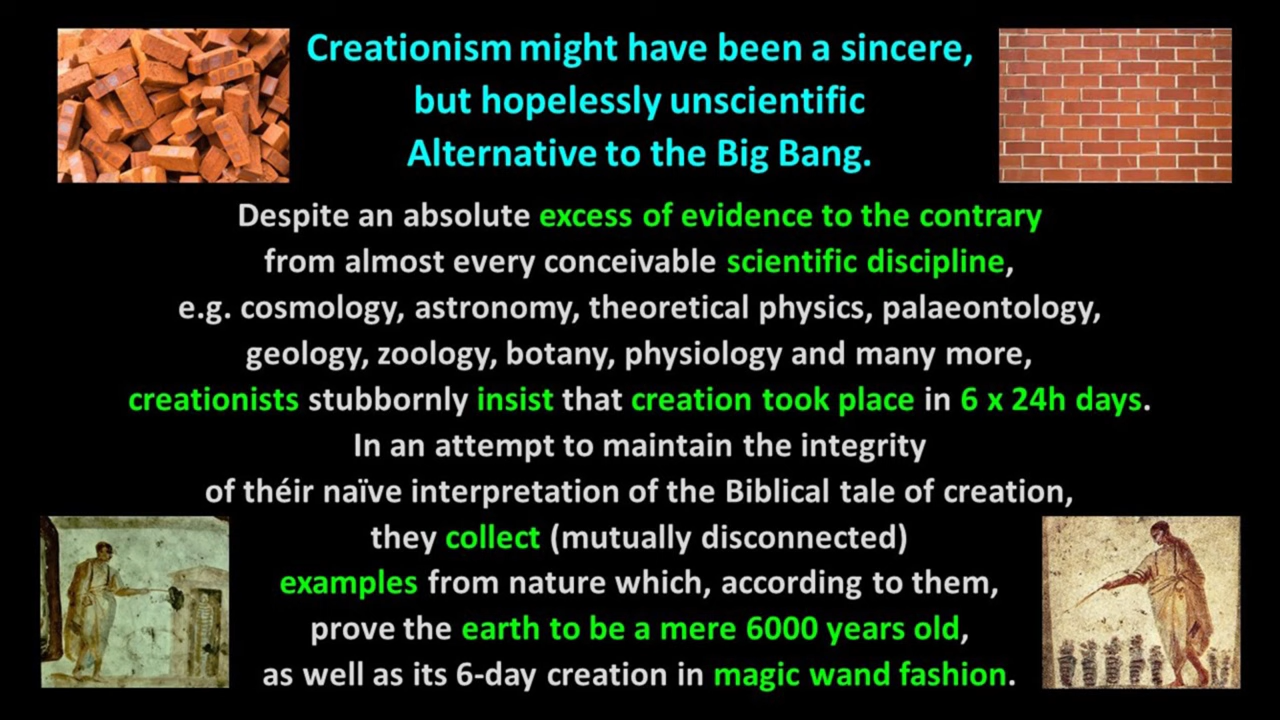 Creationism might have been a sincere,
but hopelessly unscientific
Alternative to the Big Bang.
Despite an absolute excess of evidence to the contrary
from almost every conceivable scientific discipline,
e.g. cosmology, astronomy, theoretical physics, palaeontology,
geology, zoology, botany, physiology and many more,
creationists stubbornly insist that creation took place in 6 x 24h days.
In an attempt to maintain the integrity
of théir naïve interpretation of the Biblical tale of creation,
they collect (mutually disconnected)
examples from nature which, according to them,
prove the earth to be a mere 6000 years old,
as well as its 6-day creation in magic wand fashion.